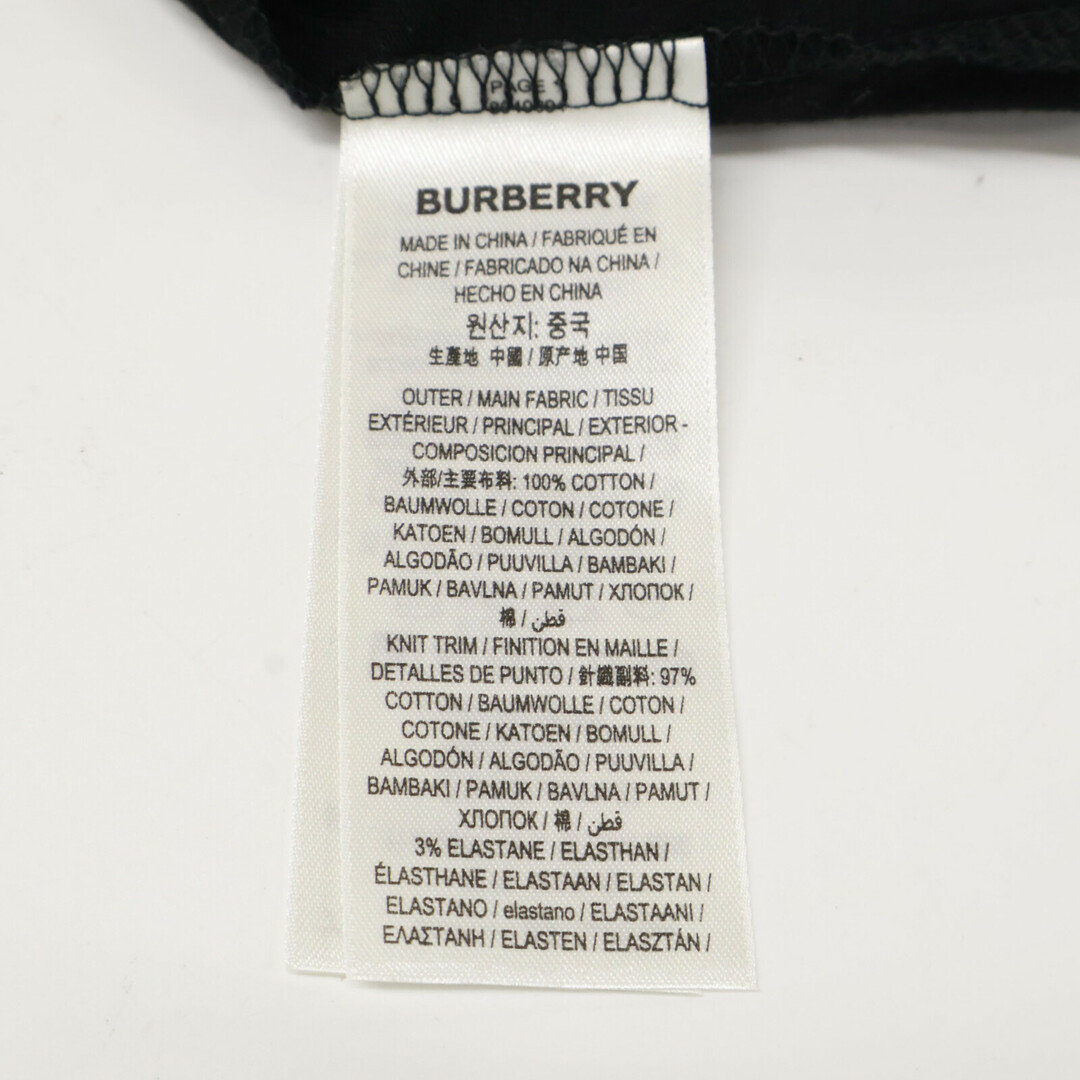 PAGE
BURBERRY
MADE IN CHINA / FABRIQUÉ EN
CHINE / FABRICADO NA CHINA /
HECHO EN CHINA
원산지: 중국
生產地 中國 / 原产地 中国
OUTER / MAIN FABRIC / TISSU
EXTÉRIEUR / PRINCIPAL / EXTERIOR -
COMPOSICION PRINCIPAL /
外部/主要布料: 100% COTTON /
BAUMWOLLE / COTON / COTONE /
KATOEN / BOMULL / ALGODÓN /
ALGODÃO / PUUVILLA / BAMBAKI /
PAMUK / BAVLNA / PAMUT / ХЛОПОК /
棉 / قطن
KNIT TRIM / FINITION EN MAILLE /
DETALLES DE PUNTO / 針織副料: 97%
COTTON / BAUMWOLLE / COTON /
COTONE / KATOEN / BOMULL /
ALGODÓN / ALGODÃO / PUUVILLA /
BAMBAKI / PAMUK / BAVLNA / PAMUT /
ХЛОПОК / 棉 / قطن
3% ELASTANE / ELASTHAN /
ÉLASTHANE / ELASTAAN / ELASTAN /
ELASTANO / elastano / ELASTAANI /
ΕΛΑΣΤΑΝΗ / ELASTEN / ELASZTÁN /